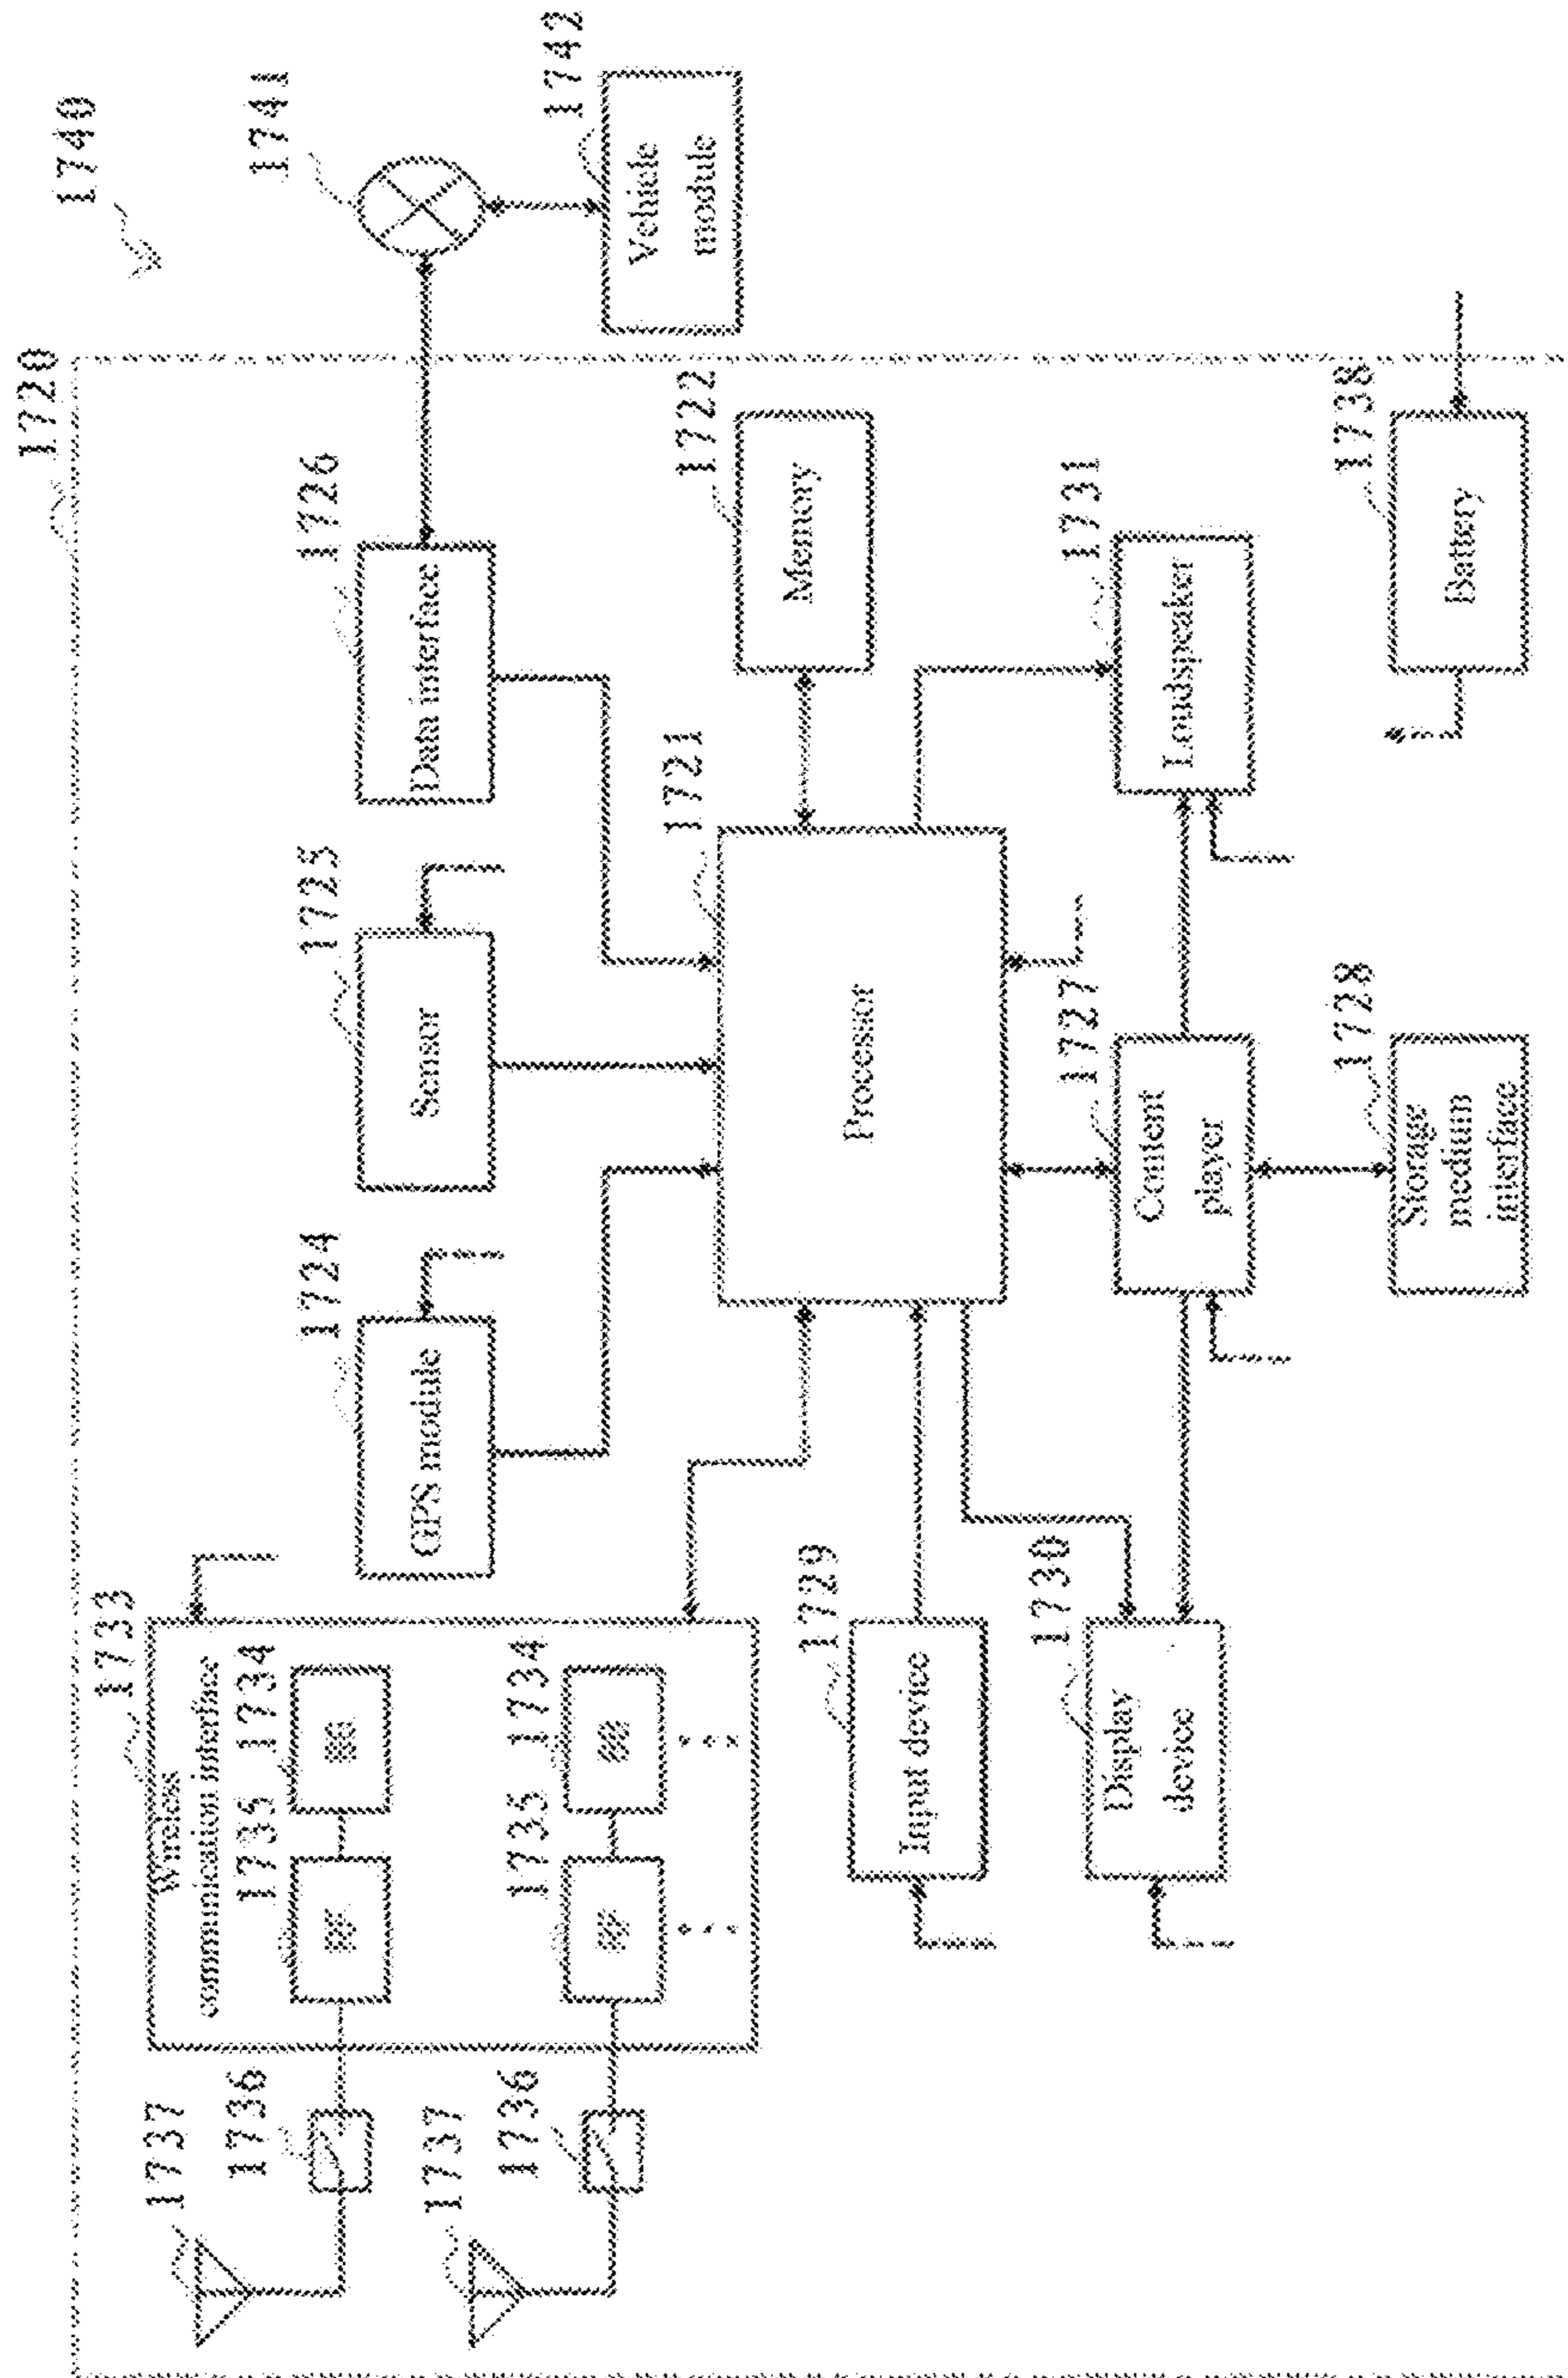 1740
1720
1741
1742
Vehicle
module
1737
1736
1733
Wireless
communication interface
1735
1734
1737
1736
1735
1734
1724
GPS module
1725
Sensor
1726
Data interface
1721
Processor
1722
Memory
1729
Input device
1730
Display
device
1727
Content
player
1731
Loudspeaker
1728
Storage
medium
interface
1738
Battery